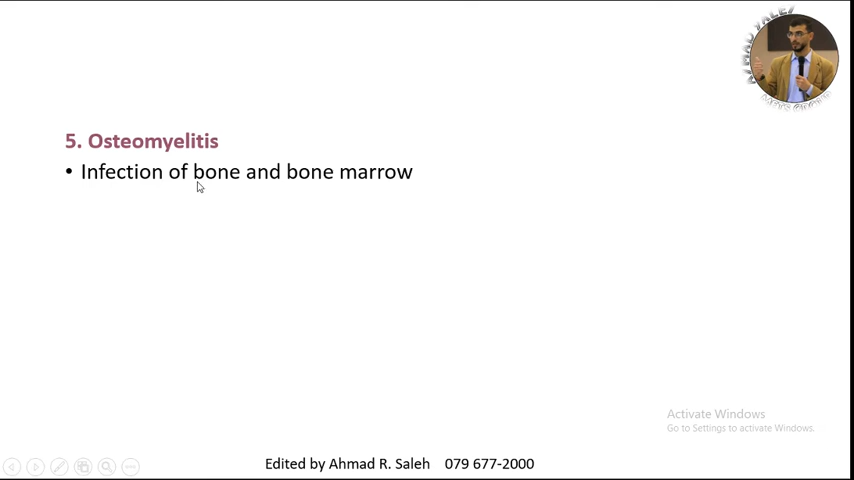 5. Osteomyelitis
• Infection of bone and bone marrow
Activate Windows
Go to Settings to activate Windows.
Edited by Ahmad R. Saleh 079 677-2000